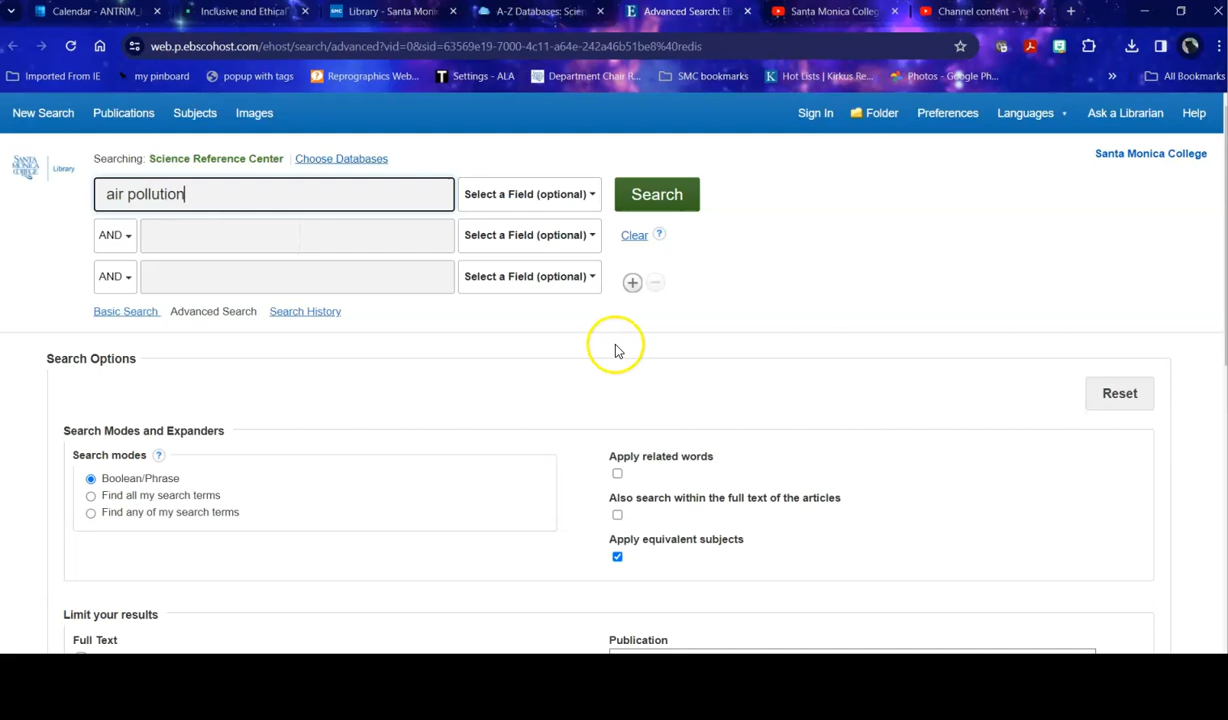 Calendar - ANTRIM_
Inclusive and Ethical
Library - Santa Moni
A-Z Databases: Scien
Advanced Search: EB
Santa Monica Colleg
Channel content - Yo
web.p.ebscohost.com/ehost/search/advanced?vid=0&sid=63569e19-7000-4c11-a64e-242a46b51be8%40redis
Imported From IE
my pinboard
popup with tags
Reprographics Web...
Settings - ALA
Department Chair R...
SMC bookmarks
Hot Lists | Kirkus Re...
Photos - Google Ph...
»
All Bookmarks
New Search Publications Subjects Images
Sign In Folder Preferences Languages Ask a Librarian Help
SANTA MONICA COLLEGE Library
Searching: Science Reference Center Choose Databases
Santa Monica College
air pollution Select a Field (optional) Search
AND Select a Field (optional) Clear ?
AND Select a Field (optional)
Basic Search Advanced Search Search History
Search Options
Reset
Search Modes and Expanders
Search modes ?
Boolean/Phrase
Find all my search terms
Find any of my search terms
Apply related words
Also search within the full text of the articles
Apply equivalent subjects
Limit your results
Full Text
Publication